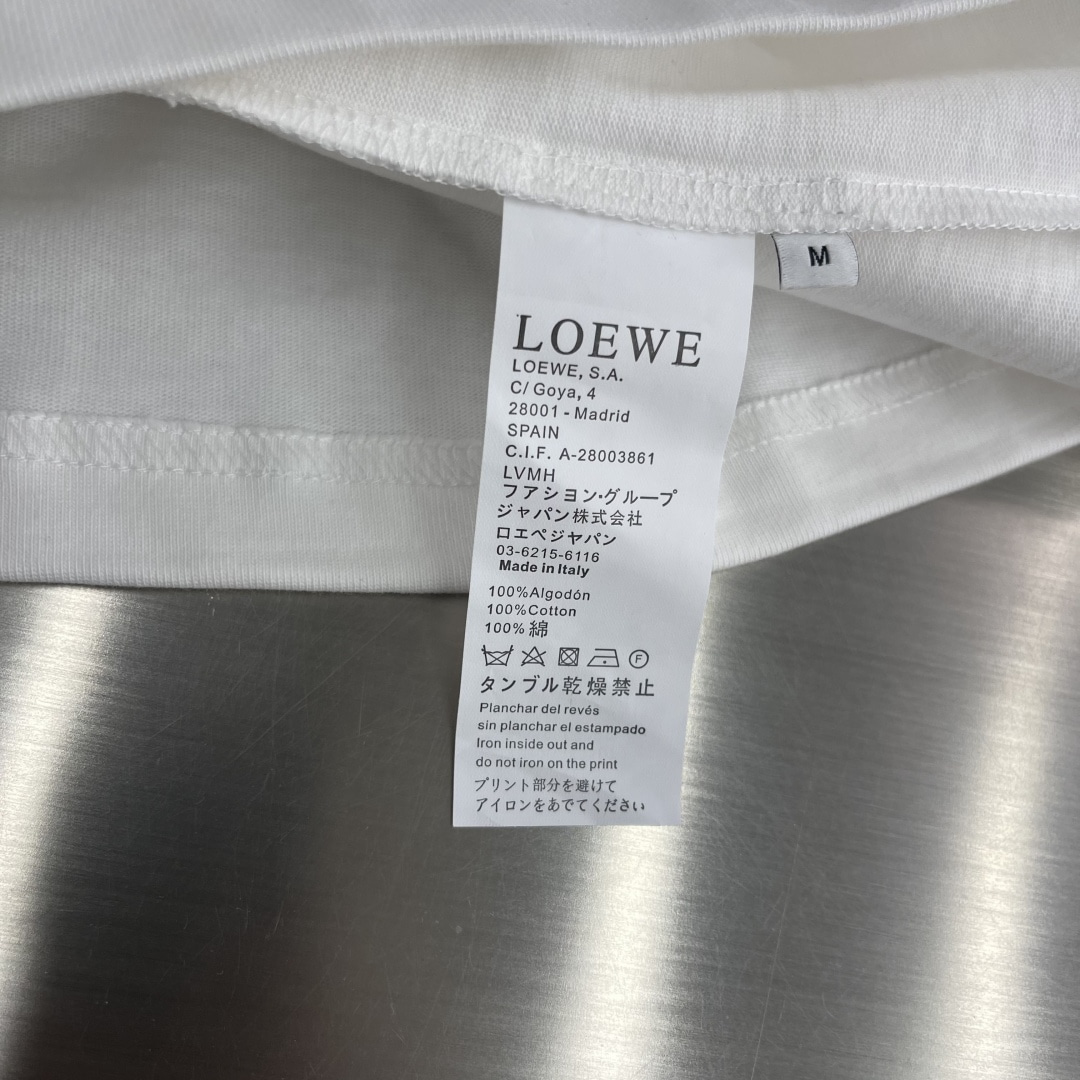 M
LOEWE
LOEWE, S.A.
C/ Goya, 4
28001 - Madrid
SPAIN
C.I.F. A-28003861
LVMH
フアシヨン・グループ
ジャパン株式会社
ロエペジヤパン
03-6215-6116
Made in Italy
100%Algodón
100%Cotton
100%綿
F
タンブル乾燥禁止
Planchar del revés
sin planchar el estampado
Iron inside out and
do not iron on the print
プリント部分を避けて
アイロンをあでてください